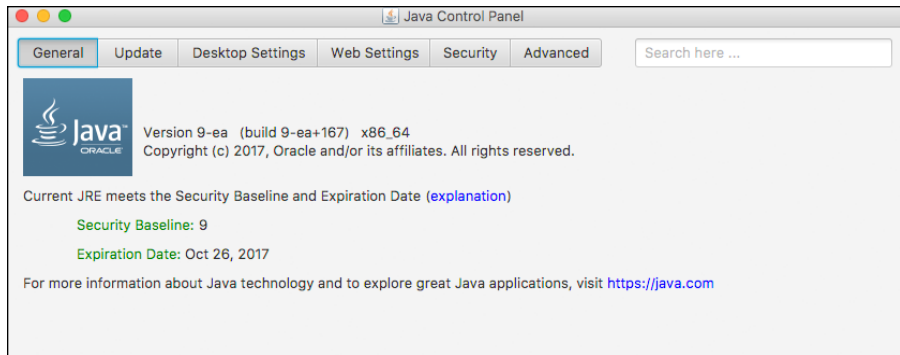 Java Control Panel
General Update Desktop Settings Web Settings Security Advanced Search here ...
Java™
ORACLE
Version 9-ea (build 9-ea+167) x86_64
Copyright (c) 2017, Oracle and/or its affiliates. All rights reserved.
Current JRE meets the Security Baseline and Expiration Date (explanation)
Security Baseline: 9
Expiration Date: Oct 26, 2017
For more information about Java technology and to explore great Java applications, visit https://java.com